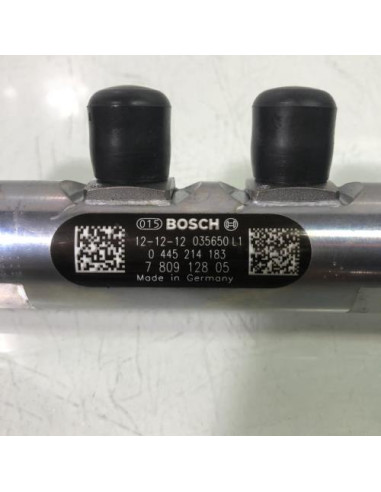 015 BOSCH
12-12-12 035650 L1
0 445 214 183
7 809 128 05
Made in Germany